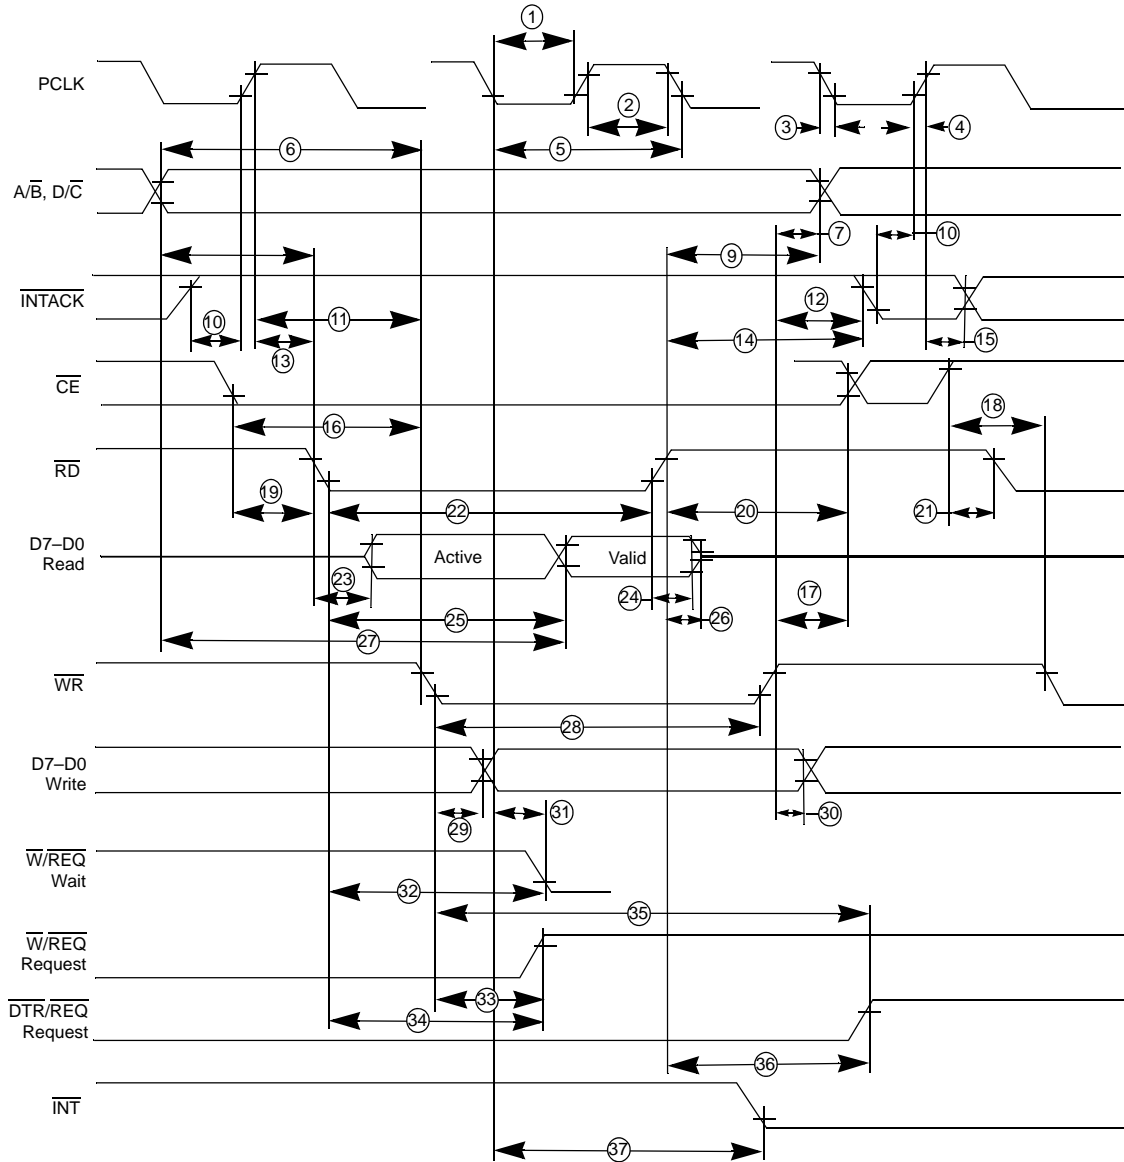 1
PCLK
2
3
4
6
5
A/B, D/C
7
10
9
INTACK
12
10
11
14
13
15
CE
18
16
RD
19
22
20
21
D7–D0
Read
Active
Valid
23
24
17
25
26
27
WR
28
D7–D0
Write
29
31
30
W/REQ
Wait
32
35
W/REQ
Request
33
34
DTR/REQ
Request
36
INT
37